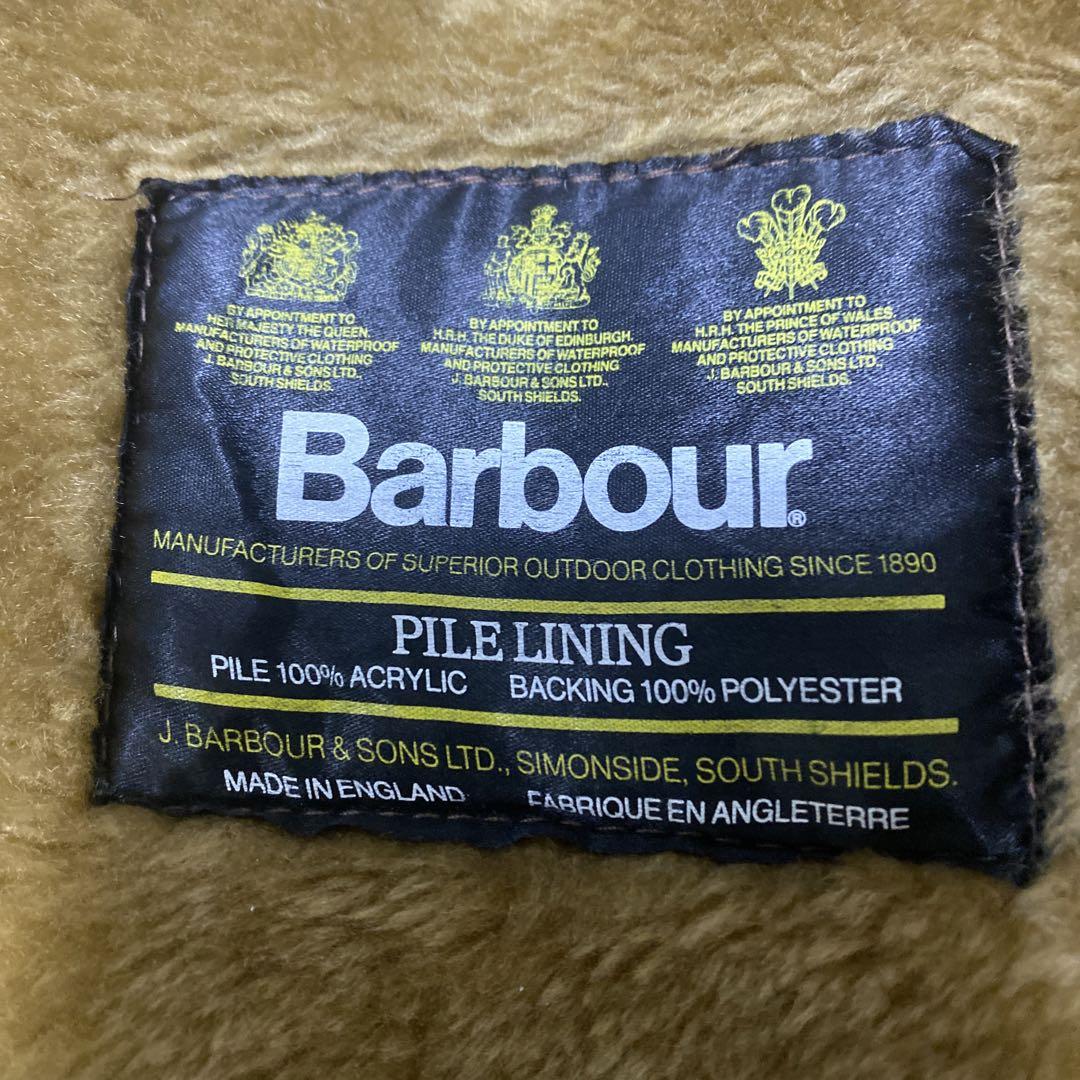 BY APPOINTMENT TO
HER MAJESTY THE QUEEN.
MANUFACTURERS OF WATERPROOF
AND PROTECTIVE CLOTHING
J. BARBOUR & SONS LTD.,
SOUTH SHIELDS.
BY APPOINTMENT TO
H.R.H. THE DUKE OF EDINBURGH
MANUFACTURERS OF WATERPROOF
AND PROTECTIVE CLOTHING
J. BARBOUR & SONS LTD.,
SOUTH SHIELDS.
BY APPOINTMENT TO
H.R.H. THE PRINCE OF WALES.
MANUFACTURERS OF WATERPROOF
AND PROTECTIVE CLOTHING
J. BARBOUR & SONS LTD.,
SOUTH SHIELDS.
Barbour®
MANUFACTURERS OF SUPERIOR OUTDOOR CLOTHING SINCE 1890
PILE LINING
PILE 100% ACRYLIC BACKING 100% POLYESTER
J. BARBOUR & SONS LTD., SIMONSIDE, SOUTH SHIELDS.
MADE IN ENGLAND FABRIQUE EN ANGLETERRE